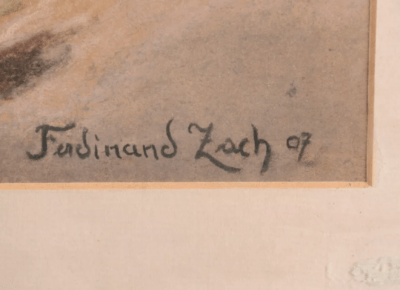 Ferdinand Zach 07